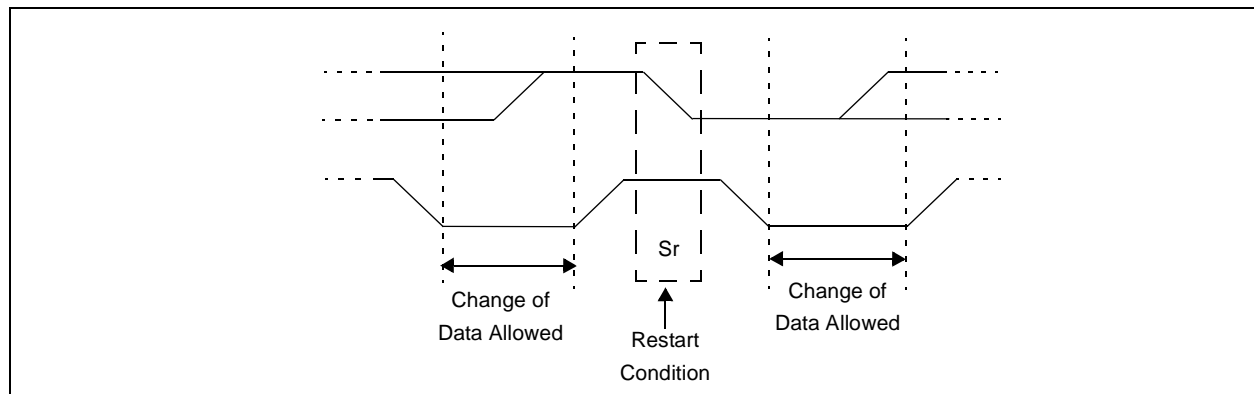 Sr
Change of
Data Allowed
Restart
Condition
Change of
Data Allowed